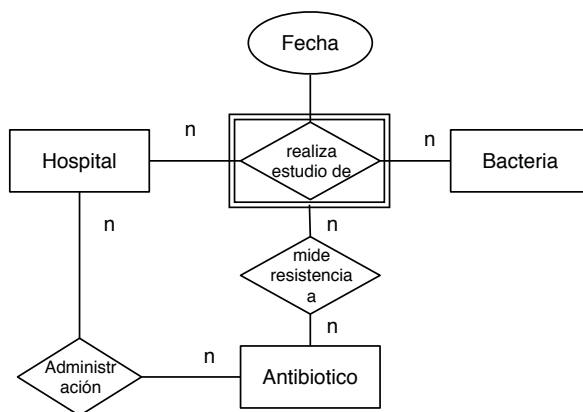 Fecha
n
n
Hospital
realiza
estudio de
Bacteria
n
n
mide
resistencia
a
n
n
Administr
ación
Antibiotico